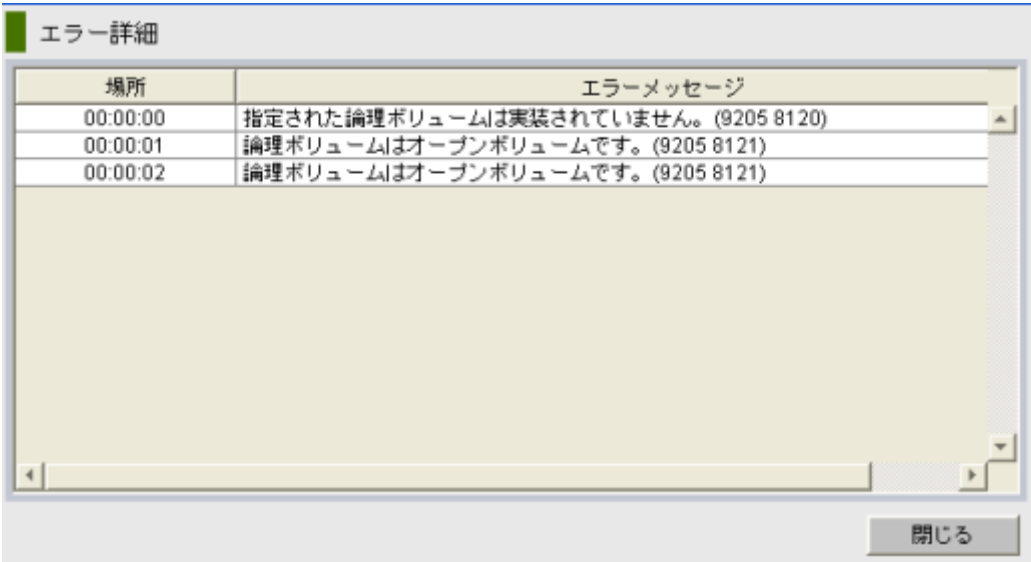 エラー詳細
場所 エラーメッセージ
00:00:00 指定された論理ボリュームは実装されていません。(9205 8120)
00:00:01 論理ボリュームはオープンボリュームです。(9205 8121)
00:00:02 論理ボリュームはオープンボリュームです。(9205 8121)
閉じる